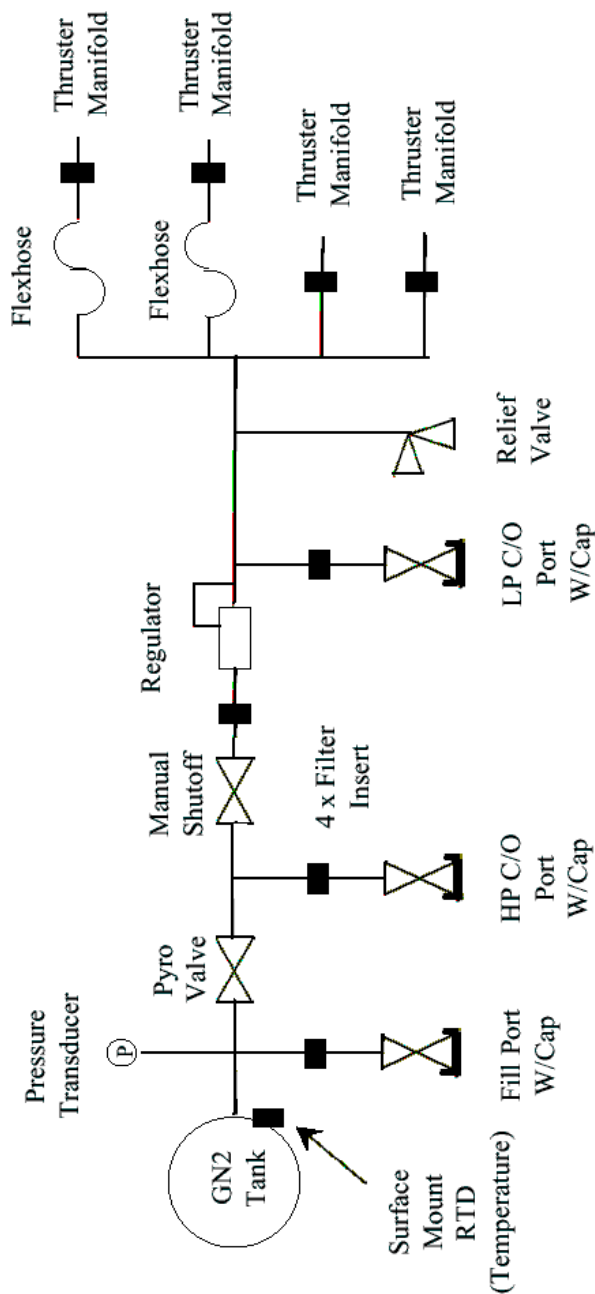 Pressure
Transducer
P
GN2
Tank
Surface
Mount
RTD
(Temperature)
Fill Port
W/Cap
Pyro
Valve
HP C/O
Port
W/Cap
Manual
Shutoff
4 x Filter
Insert
Regulator
LP C/O
Port
W/Cap
Relief
Valve
Flexhose
Flexhose
Thruster
Manifold
Thruster
Manifold
Thruster
Manifold
Thruster
Manifold